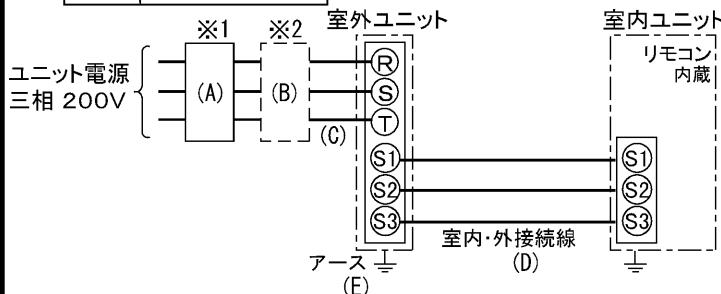 ※1
※2
室外ユニット
室内ユニット
ユニット電源
三相 200V
(A)
(B)
(C)
R
S
T
リモコン
内蔵
S1
S2
S3
S1
S2
S3
室内・外接続線
(D)
アース
(E)